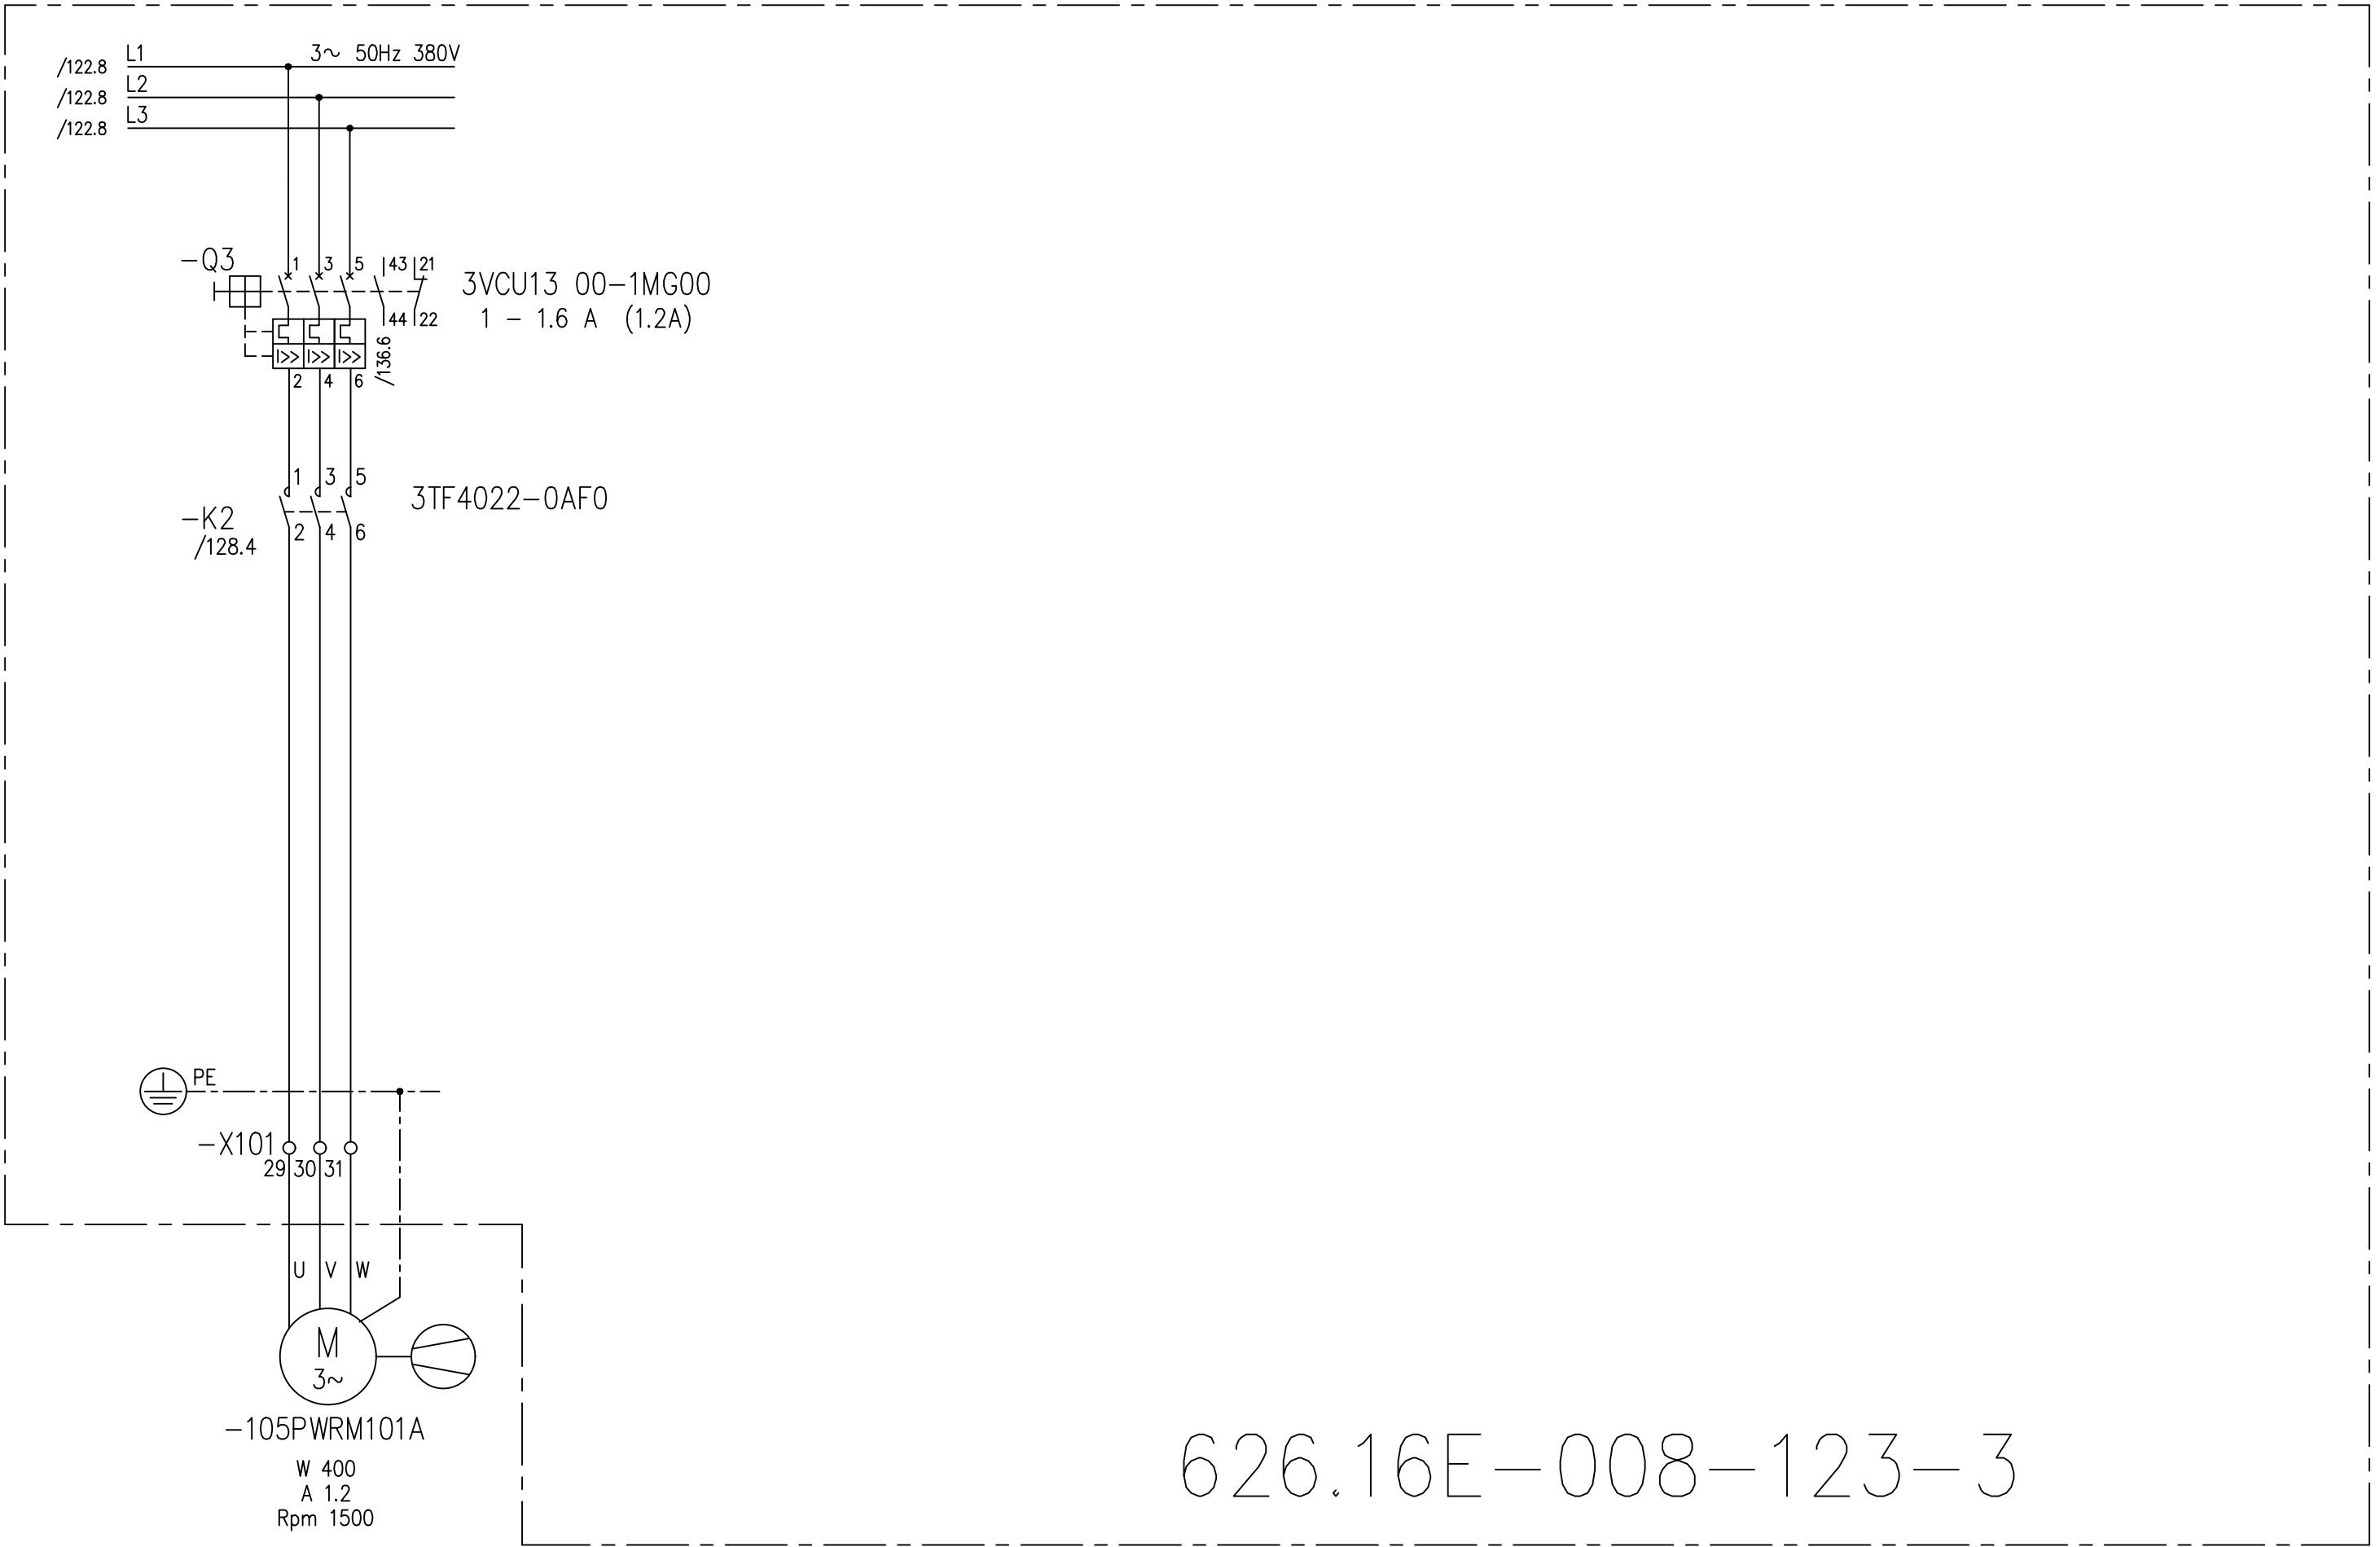 L1 3~ 50Hz 380V
/122.8
L2
/122.8
L3
/122.8
-Q3
1 3 5 43 21
3VCU13 00-1MG00
1 - 1.6 A (1.2A)
44 22
I>> I>> I>>
/136.6
2 4 6
1 3 5
3TF4022-0AF0
-K2
2 4 6
/128.4
PE
-X101
29 30 31
U V W
M
3~
-105PWRM101A
W 400
A 1.2
Rpm 1500
626.16E-008-123-3